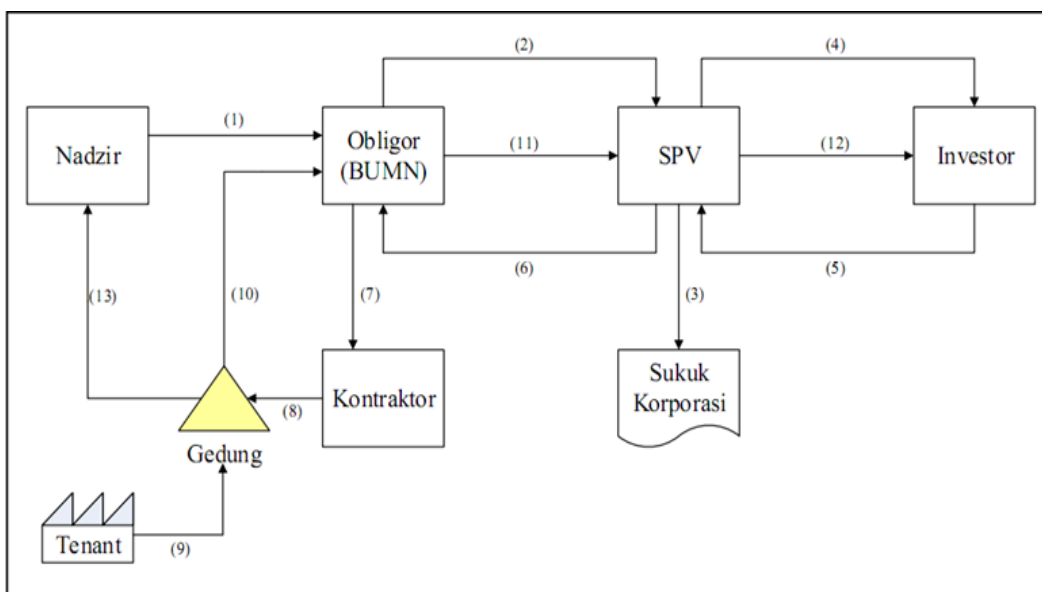 (2)
(4)
Nadzir
(1)
Obligor
(BUMN)
(11)
SPV
(12)
Investor
(6)
(5)
(13)
(10)
(7)
(3)
Kontraktor
(8)
Sukuk
Korporasi
Gedung
Tenant
(9)